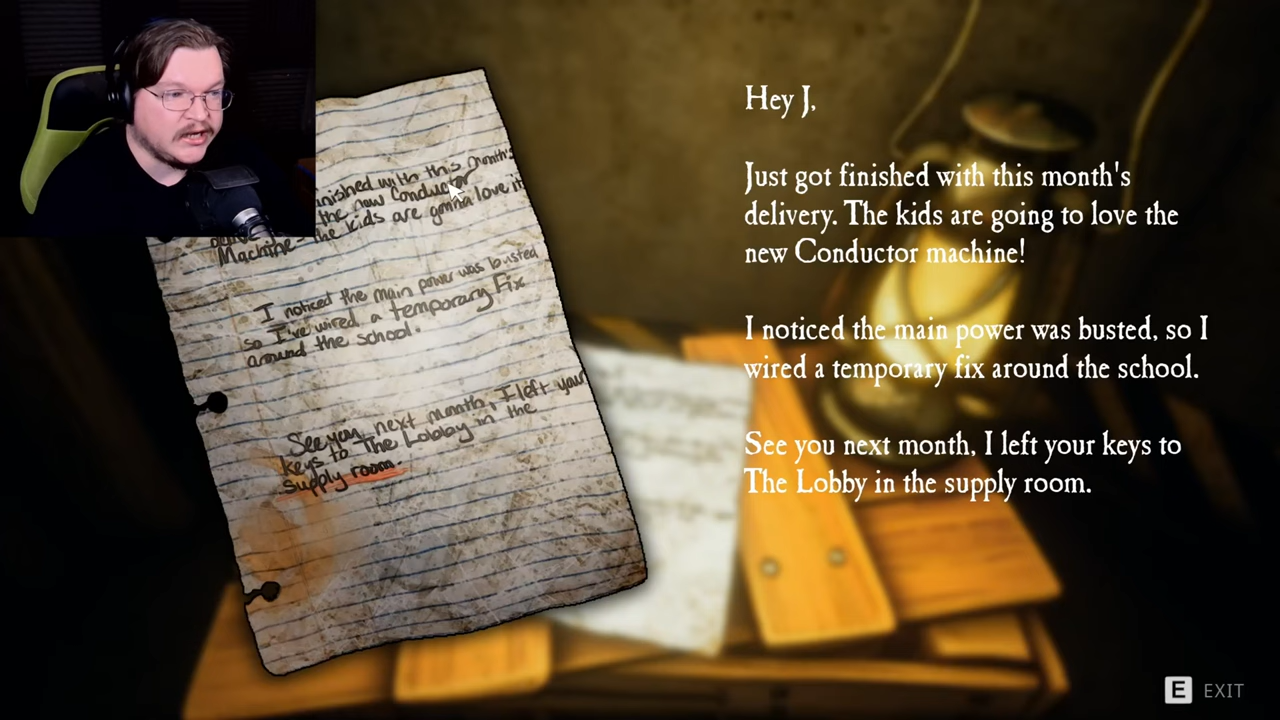 inished with this month's
the new Conductor
Machine - the kids are gonna love it
I noticed the main power was busted
so I've wired a temporary Fix
around the school.
See you next month, I left your
keys to The Lobby in the
supply room.
Hey J,
Just got finished with this month's
delivery. The kids are going to love the
new Conductor machine!
I noticed the main power was busted, so I
wired a temporary fix around the school.
See you next month, I left your keys to
The Lobby in the supply room.
E EXIT